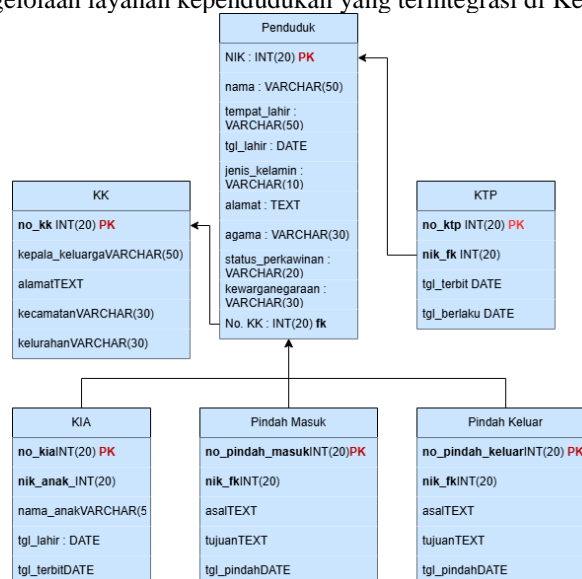 layanan kependudukan yang terintegrasi di
Penduduk
NIK : INT(20) PK
nama : VARCHAR(50)
tempat_lahir :
VARCHAR(50)
tgl_lahir : DATE
jenis_kelamin :
VARCHAR(10)
alamat : TEXT
agama : VARCHAR(30)
status_perkawinan :
VARCHAR(20)
kewarganegaraan :
VARCHAR(30)
No. KK : INT(20) fk
KK
no_kk INT(20) PK
kepala_keluargaVARCHAR(50)
alamatTEXT
kecamatanVARCHAR(30)
kelurahanVARCHAR(30)
KTP
no_ktp INT(20) PK
nik_fk INT(20)
tgl_terbit DATE
tgl_berlaku DATE
KIA
no_kiaINT(20) PK
nik_anak_INT(20)
nama_anakVARCHAR(5
tgl_lahir : DATE
tgl_terbitDATE
Pindah Masuk
no_pindah_masukINT(20)PK
nik_fkINT(20)
asalTEXT
tujuanTEXT
tgl_pindahDATE
Pindah Keluar
no_pindah_keluarINT(20) PK
nik_fkINT(20)
asalTEXT
tujuanTEXT
tgl_pindahDATE